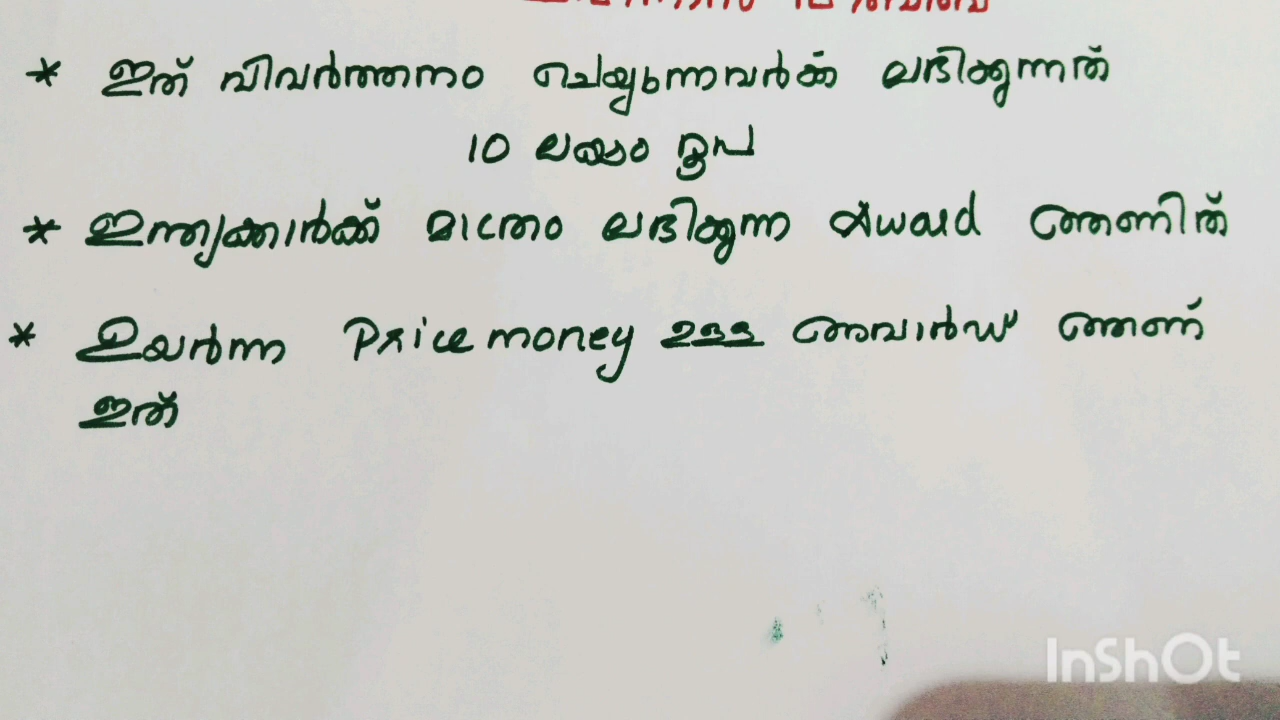 * ഇത് വിവർത്തനം ചെയ്യുന്നവർക്ക് ലഭിക്കുന്നത്
10 ലക്ഷം രൂപ
* ഇന്ത്യക്കാർക്ക് മാത്രം ലഭിക്കുന്ന Award ആണിത്
* ഉയർന്ന Price money ഉള്ള അവാർഡ് ആണ്
ഇത്
InShOt